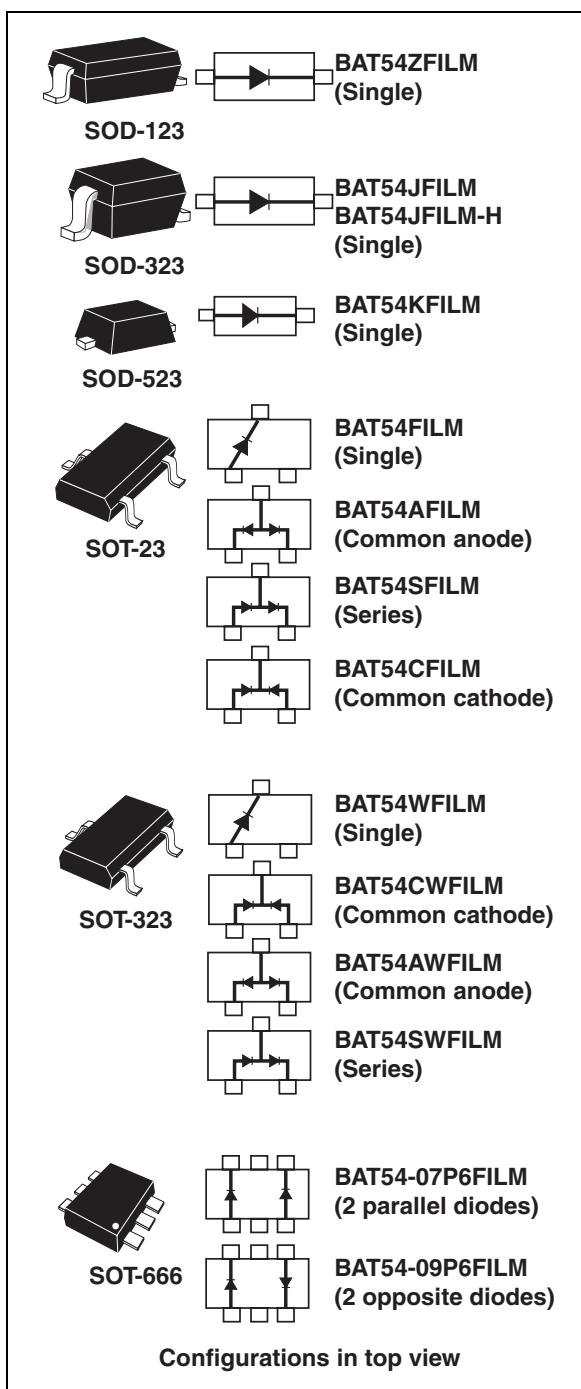 BAT54ZFILM
(Single)
SOD-123
BAT54JFILM
BAT54JFILM-H
(Single)
SOD-323
BAT54KFILM
(Single)
SOD-523
BAT54FILM
(Single)
BAT54AFILM
(Common anode)
SOT-23
BAT54SFILM
(Series)
BAT54CFILM
(Common cathode)
BAT54WFILM
(Single)
SOT-323
BAT54CWFILM
(Common cathode)
BAT54AWFILM
(Common anode)
BAT54SWFILM
(Series)
BAT54-07P6FILM
(2 parallel diodes)
SOT-666
BAT54-09P6FILM
(2 opposite diodes)
Configurations in top view